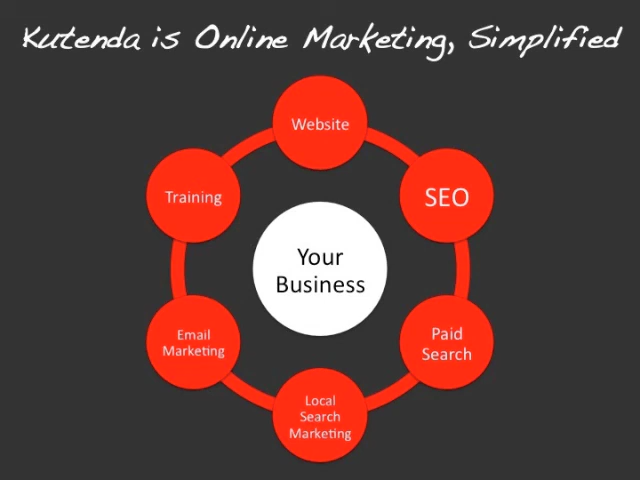 Kutenda is Online Marketing, Simplified
Website
SEO
Paid
Search
Local
Search
Marketing
Email
Marketing
Training
Your
Business